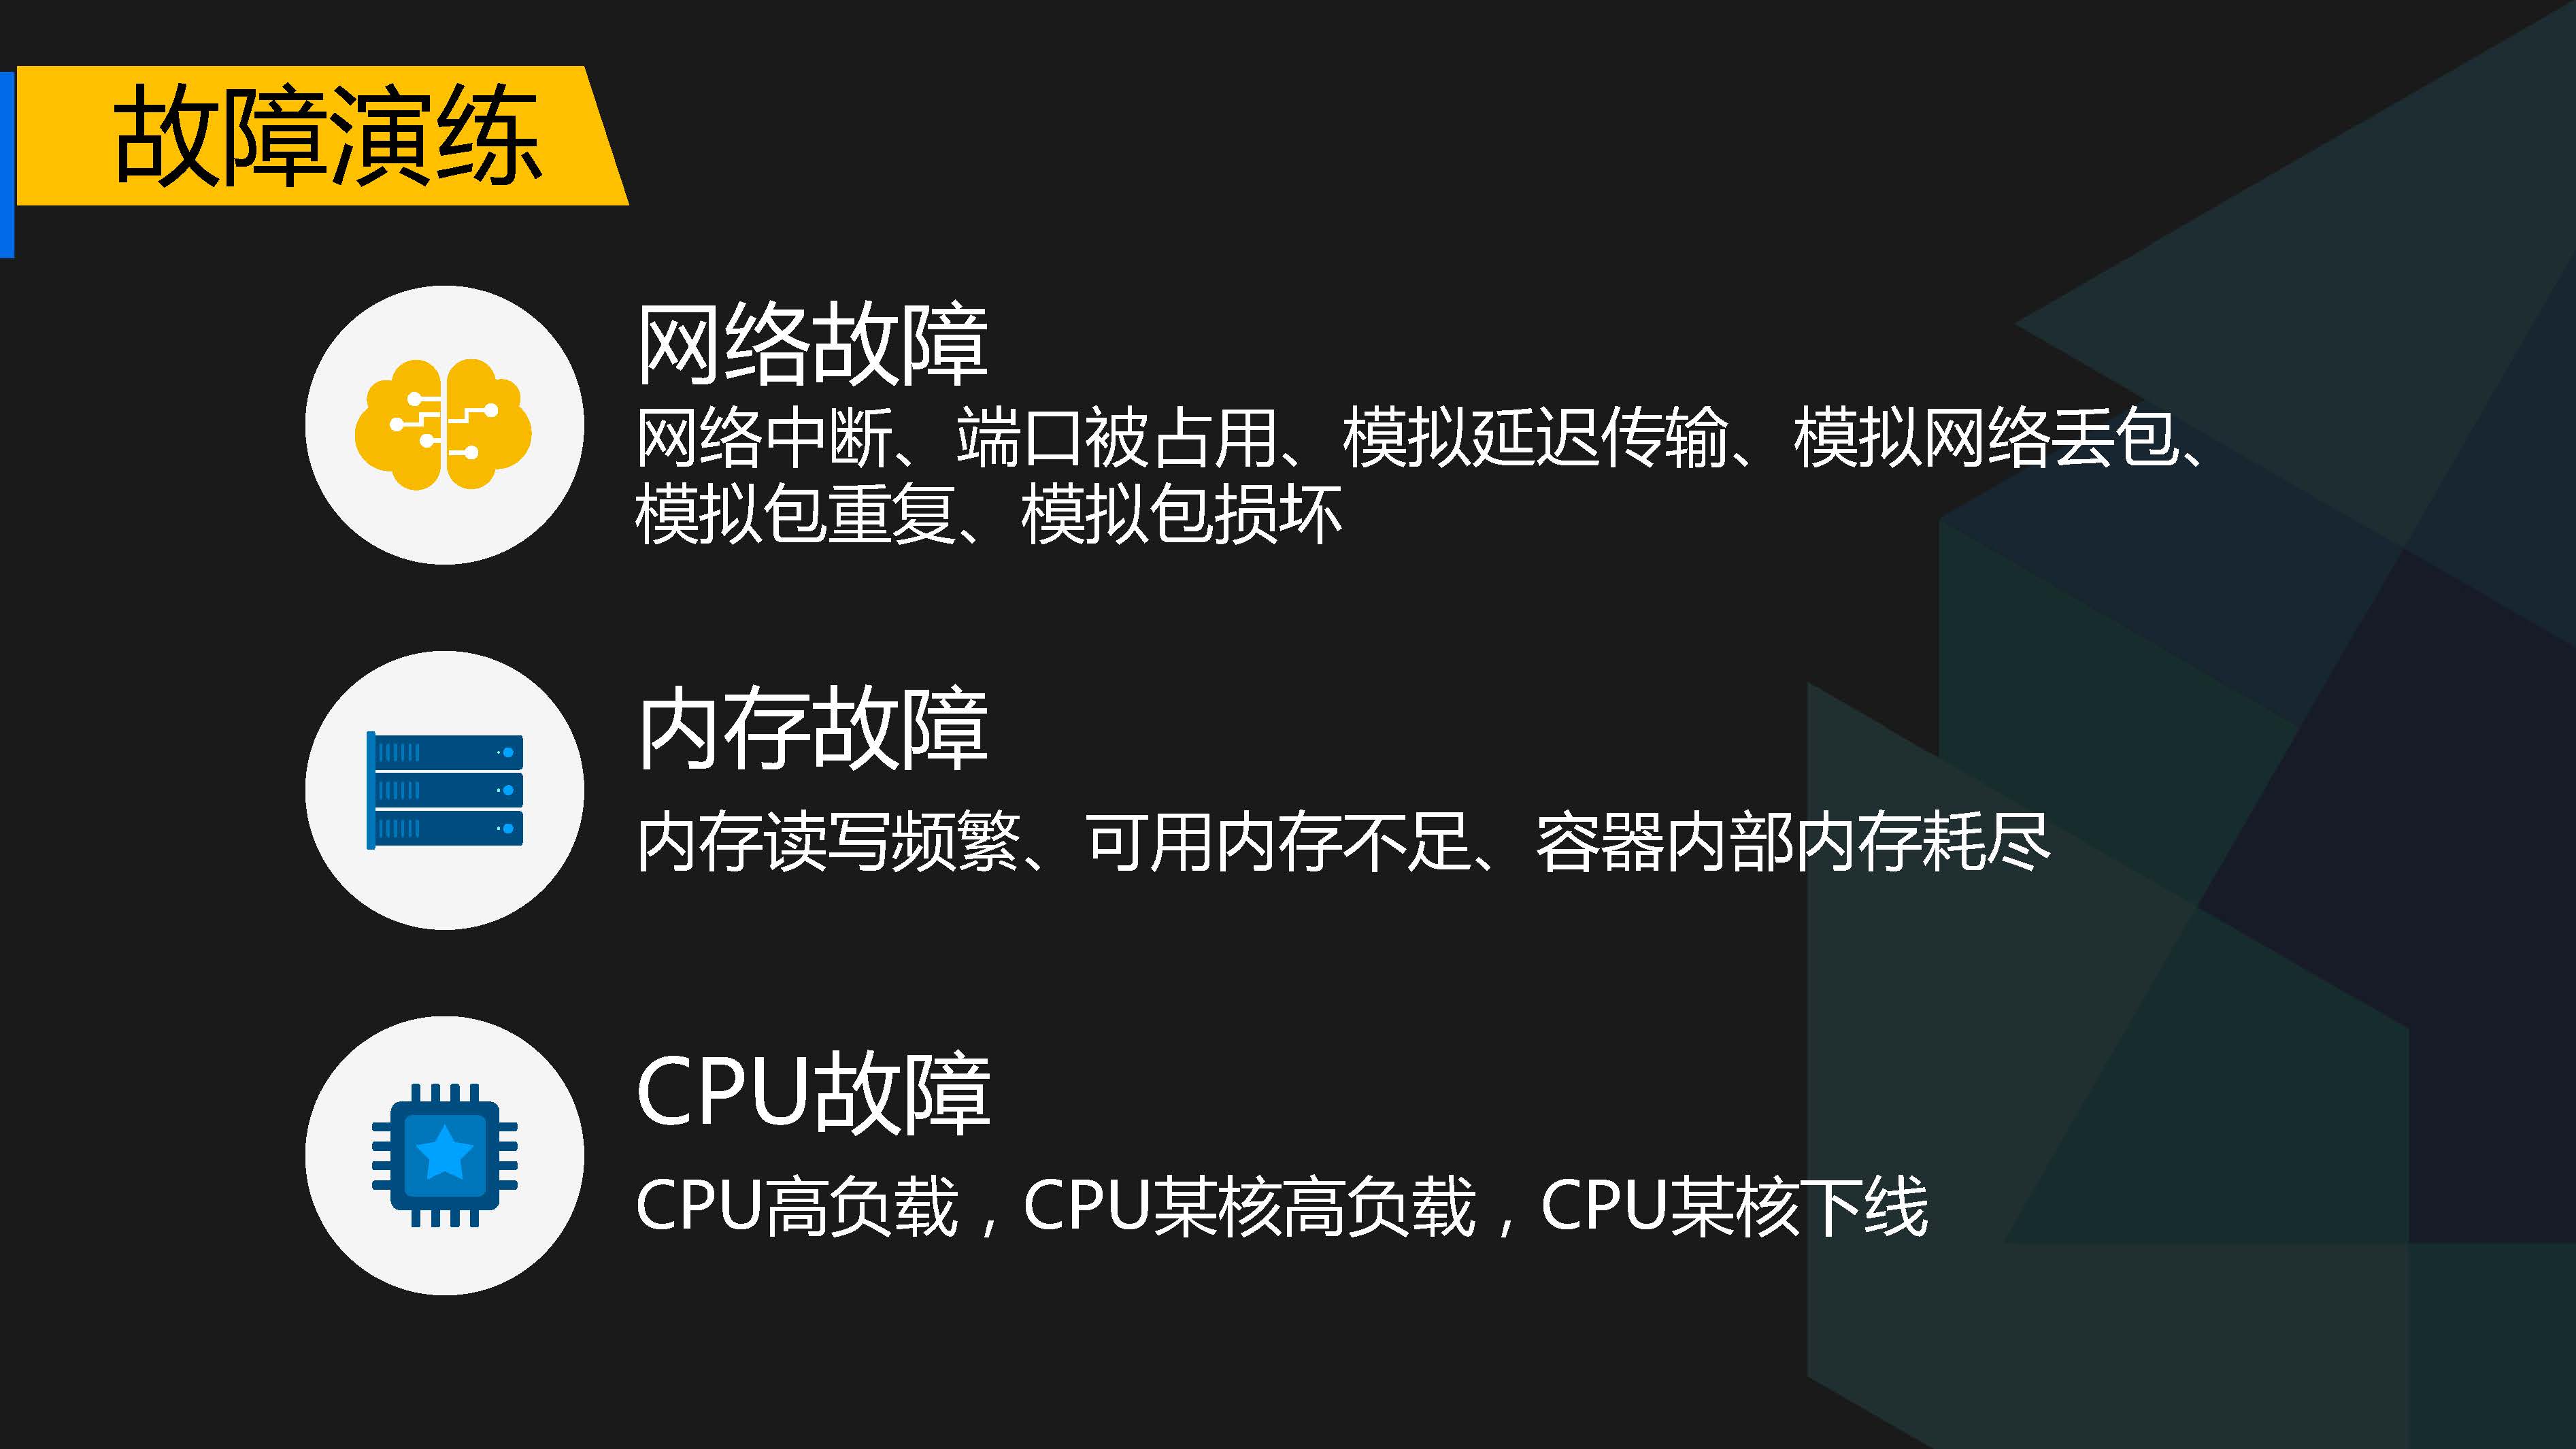 故障演练
网络故障
网络中断、端口被占用、模拟延迟传输、模拟网络丢包、
模拟包重复、模拟包损坏
内存故障
内存读写频繁、可用内存不足、容器内部内存耗尽
CPU故障
CPU高负载，CPU某核高负载，CPU某核下线